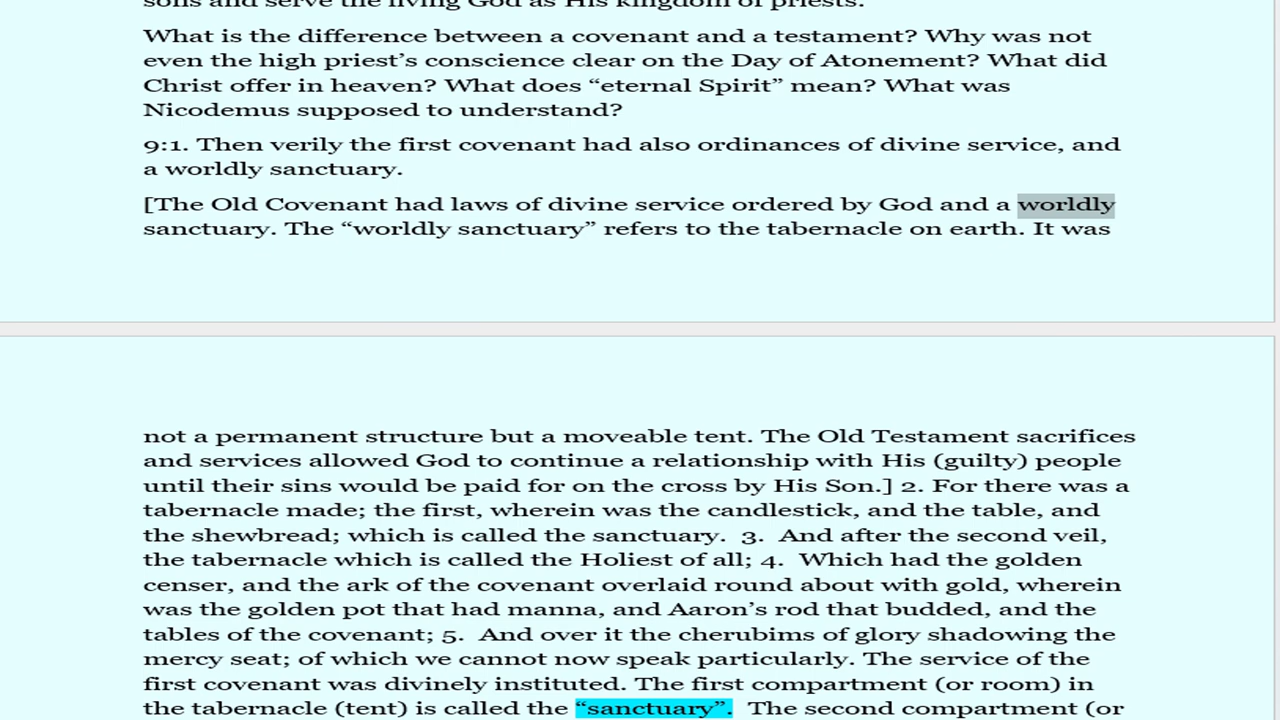 sons and serve the living God as His kingdom of priests.
What is the difference between a covenant and a testament? Why was not
even the high priest’s conscience clear on the Day of Atonement? What did
Christ offer in heaven? What does “eternal Spirit” mean? What was
Nicodemus supposed to understand?
9:1. Then verily the first covenant had also ordinances of divine service, and
a worldly sanctuary.
[The Old Covenant had laws of divine service ordered by God and a worldly
sanctuary. The “worldly sanctuary” refers to the tabernacle on earth. It was
not a permanent structure but a moveable tent. The Old Testament sacrifices
and services allowed God to continue a relationship with His (guilty) people
until their sins would be paid for on the cross by His Son.] 2. For there was a
tabernacle made; the first, wherein was the candlestick, and the table, and
the shewbread; which is called the sanctuary.  3.  And after the second veil,
the tabernacle which is called the Holiest of all; 4.  Which had the golden
censer, and the ark of the covenant overlaid round about with gold, wherein
was the golden pot that had manna, and Aaron’s rod that budded, and the
tables of the covenant; 5.  And over it the cherubims of glory shadowing the
mercy seat; of which we cannot now speak particularly. The service of the
first covenant was divinely instituted. The first compartment (or room) in
the tabernacle (tent) is called the “sanctuary”.  The second compartment (or